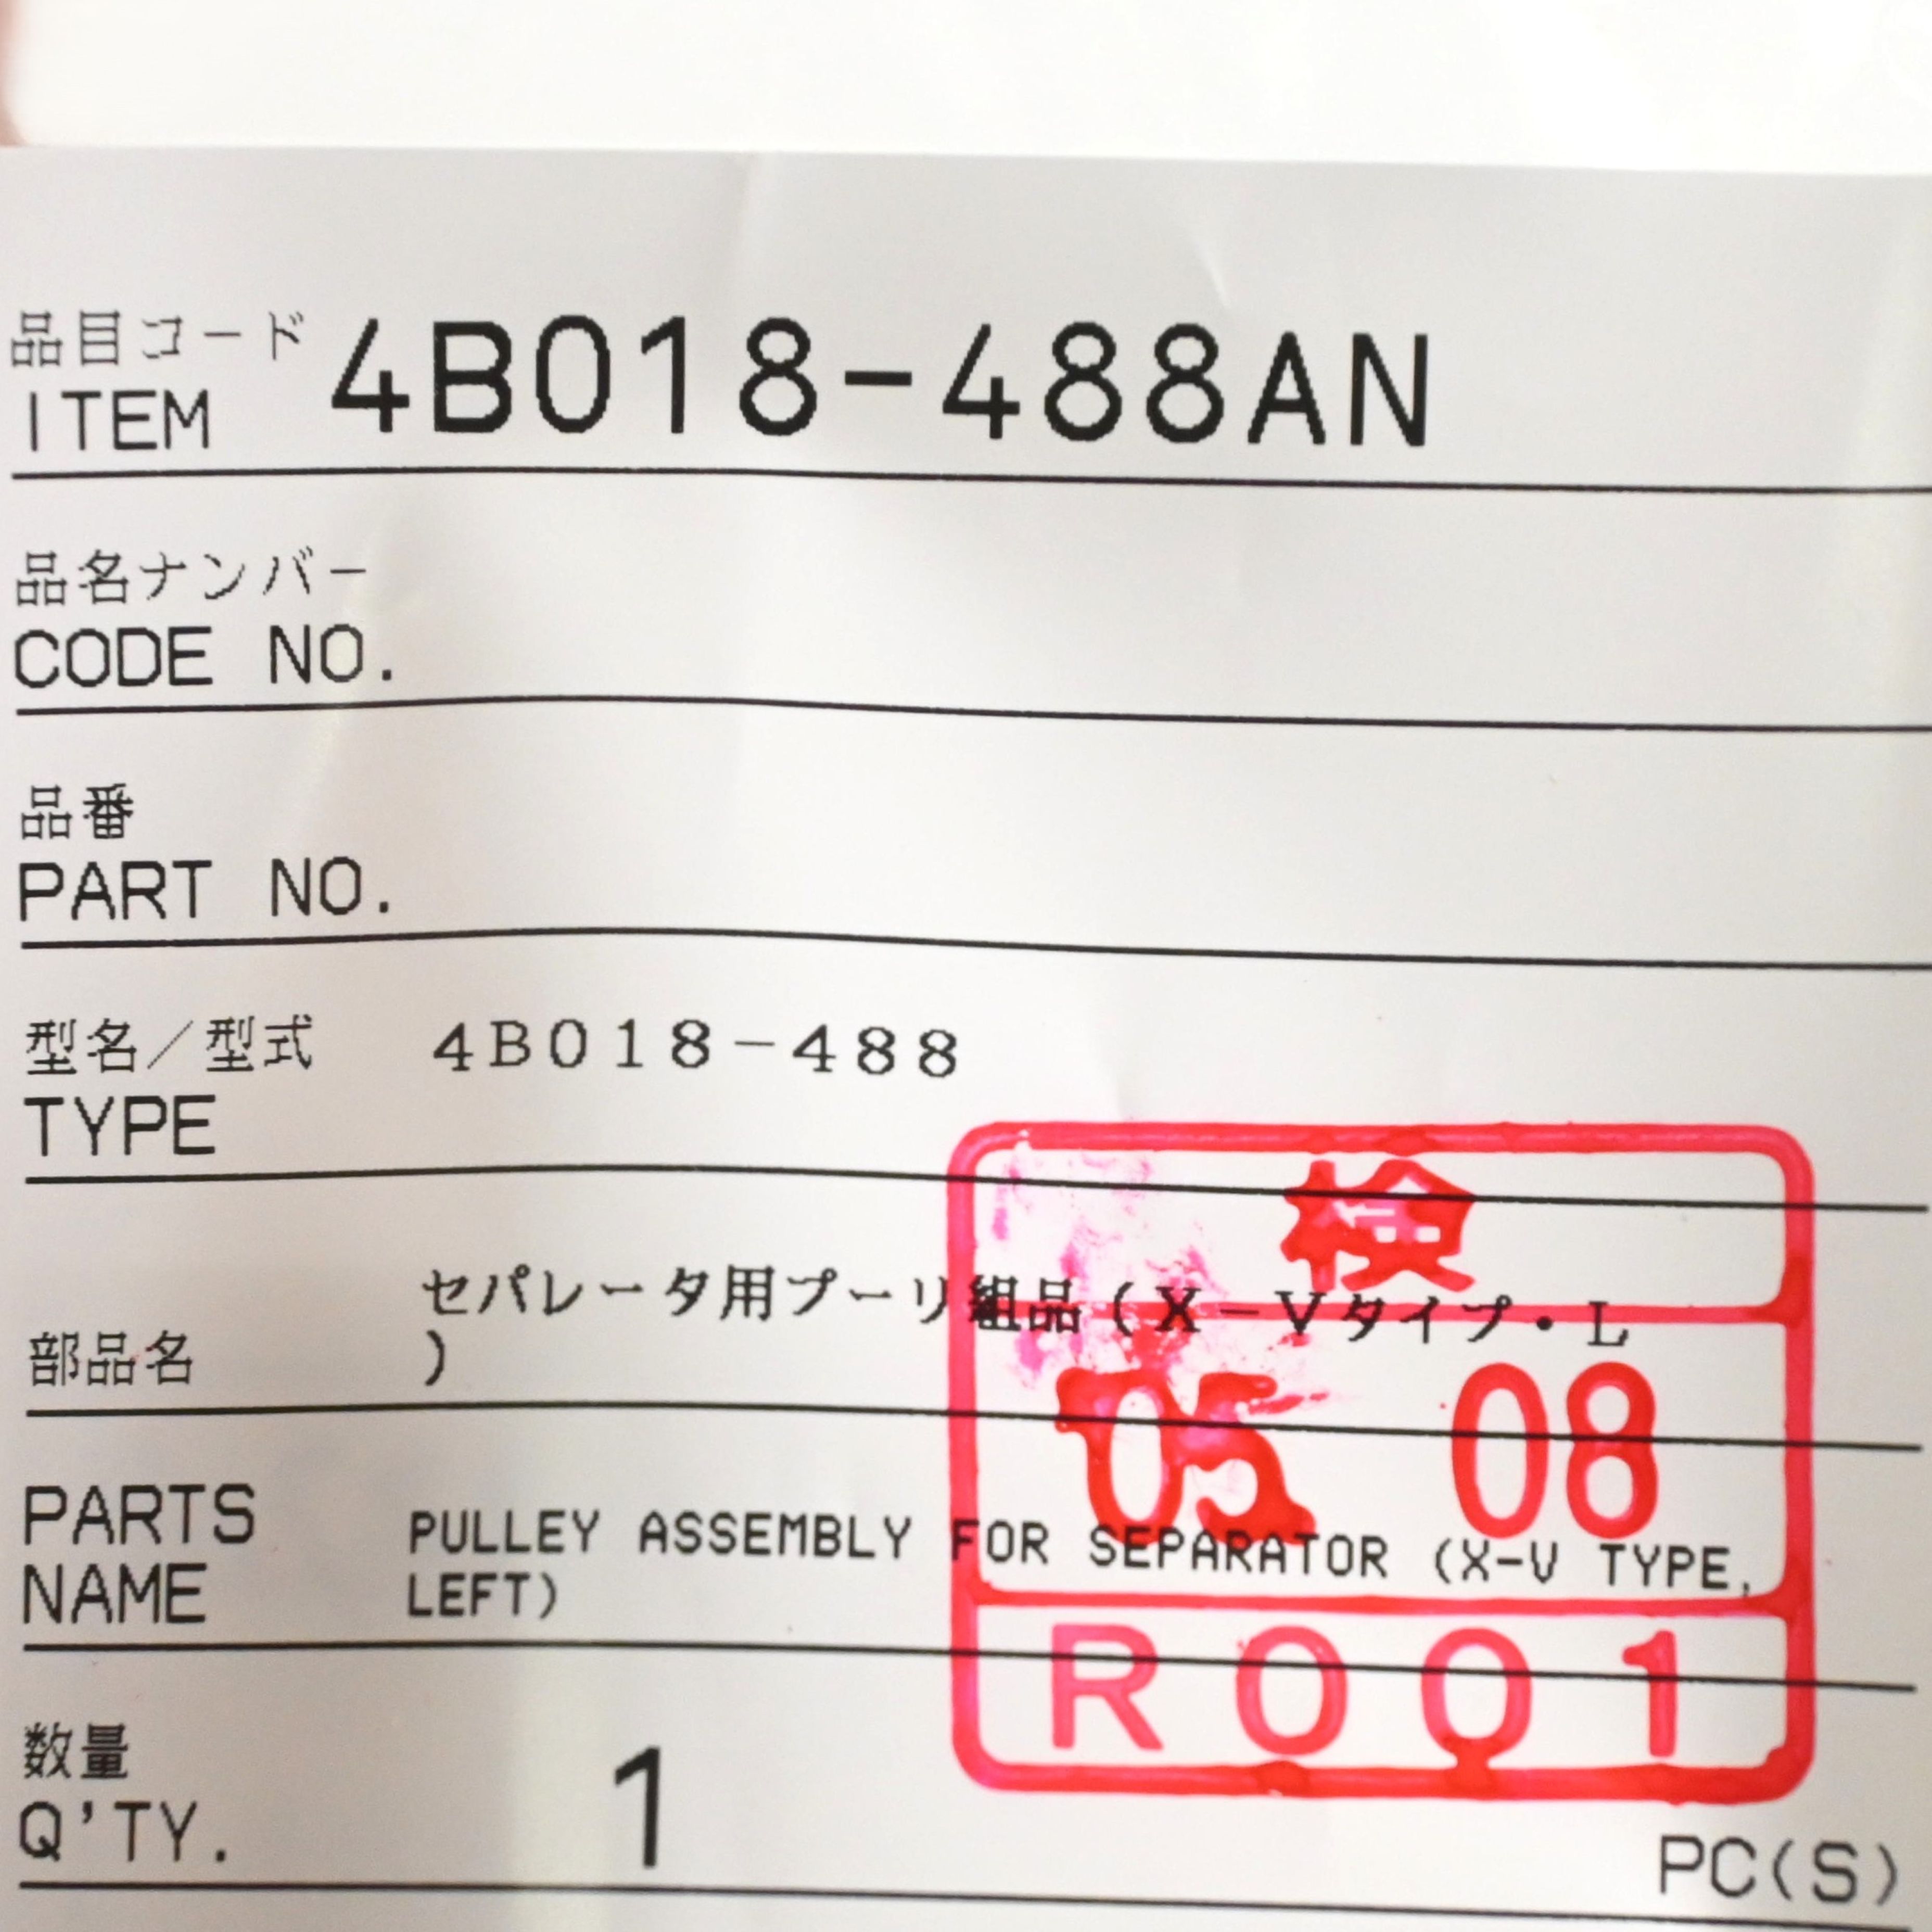 品目コード
ITEM 4B018-488AN
品名ナンバー
CODE NO.
品番
PART NO.
型名/型式 4B018-488
TYPE
セパレータ用プーリ組品(X-Vタイプ・L
部品名 )
PARTS
NAME
PULLEY ASSEMBLY FOR SEPARATOR (X-V TYPE,
LEFT)
検
05 08
R001
数量
Q'TY. 1 PC(S)